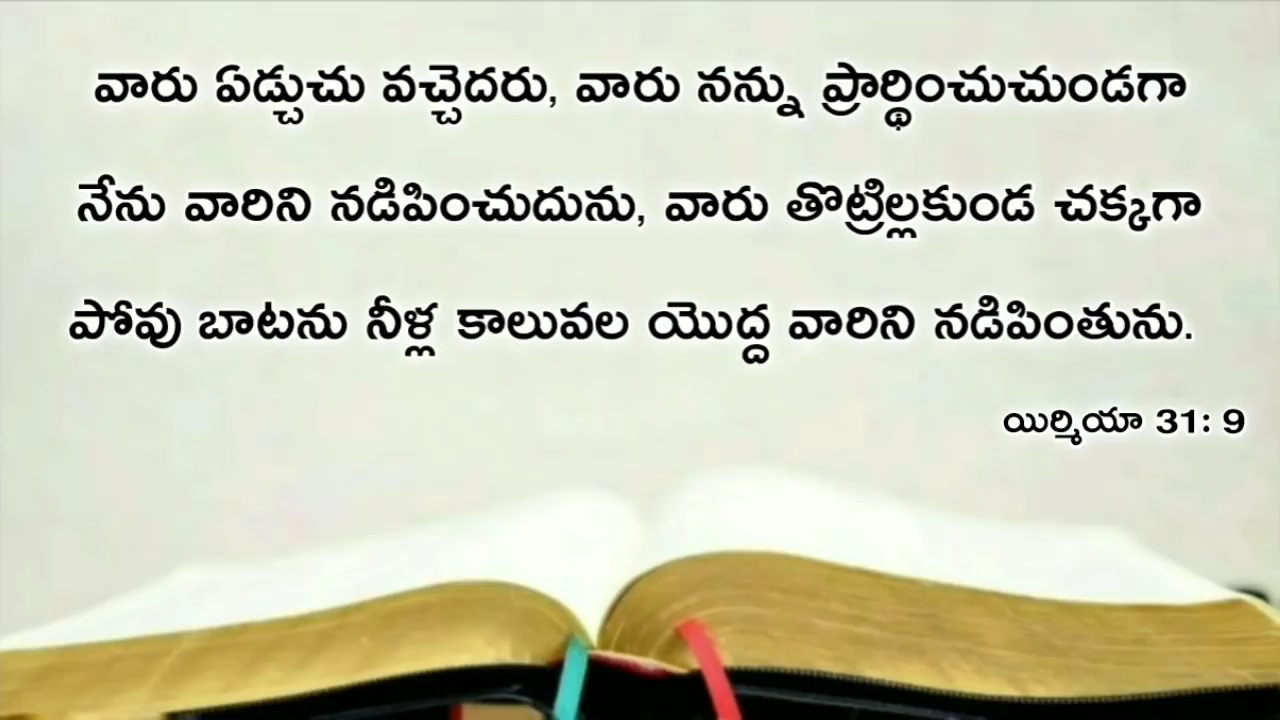 వారు ఏడ్చుచు వచ్చెదరు, వారు నన్ను ప్రార్థించుచుండగా
నేను వారిని నడిపించుదును, వారు తొట్రిల్లకుండ చక్కగా
పోవు బాటను నీళ్ల కాలువల యొద్ద వారిని నడిపింతును.
యిర్మియా 31: 9